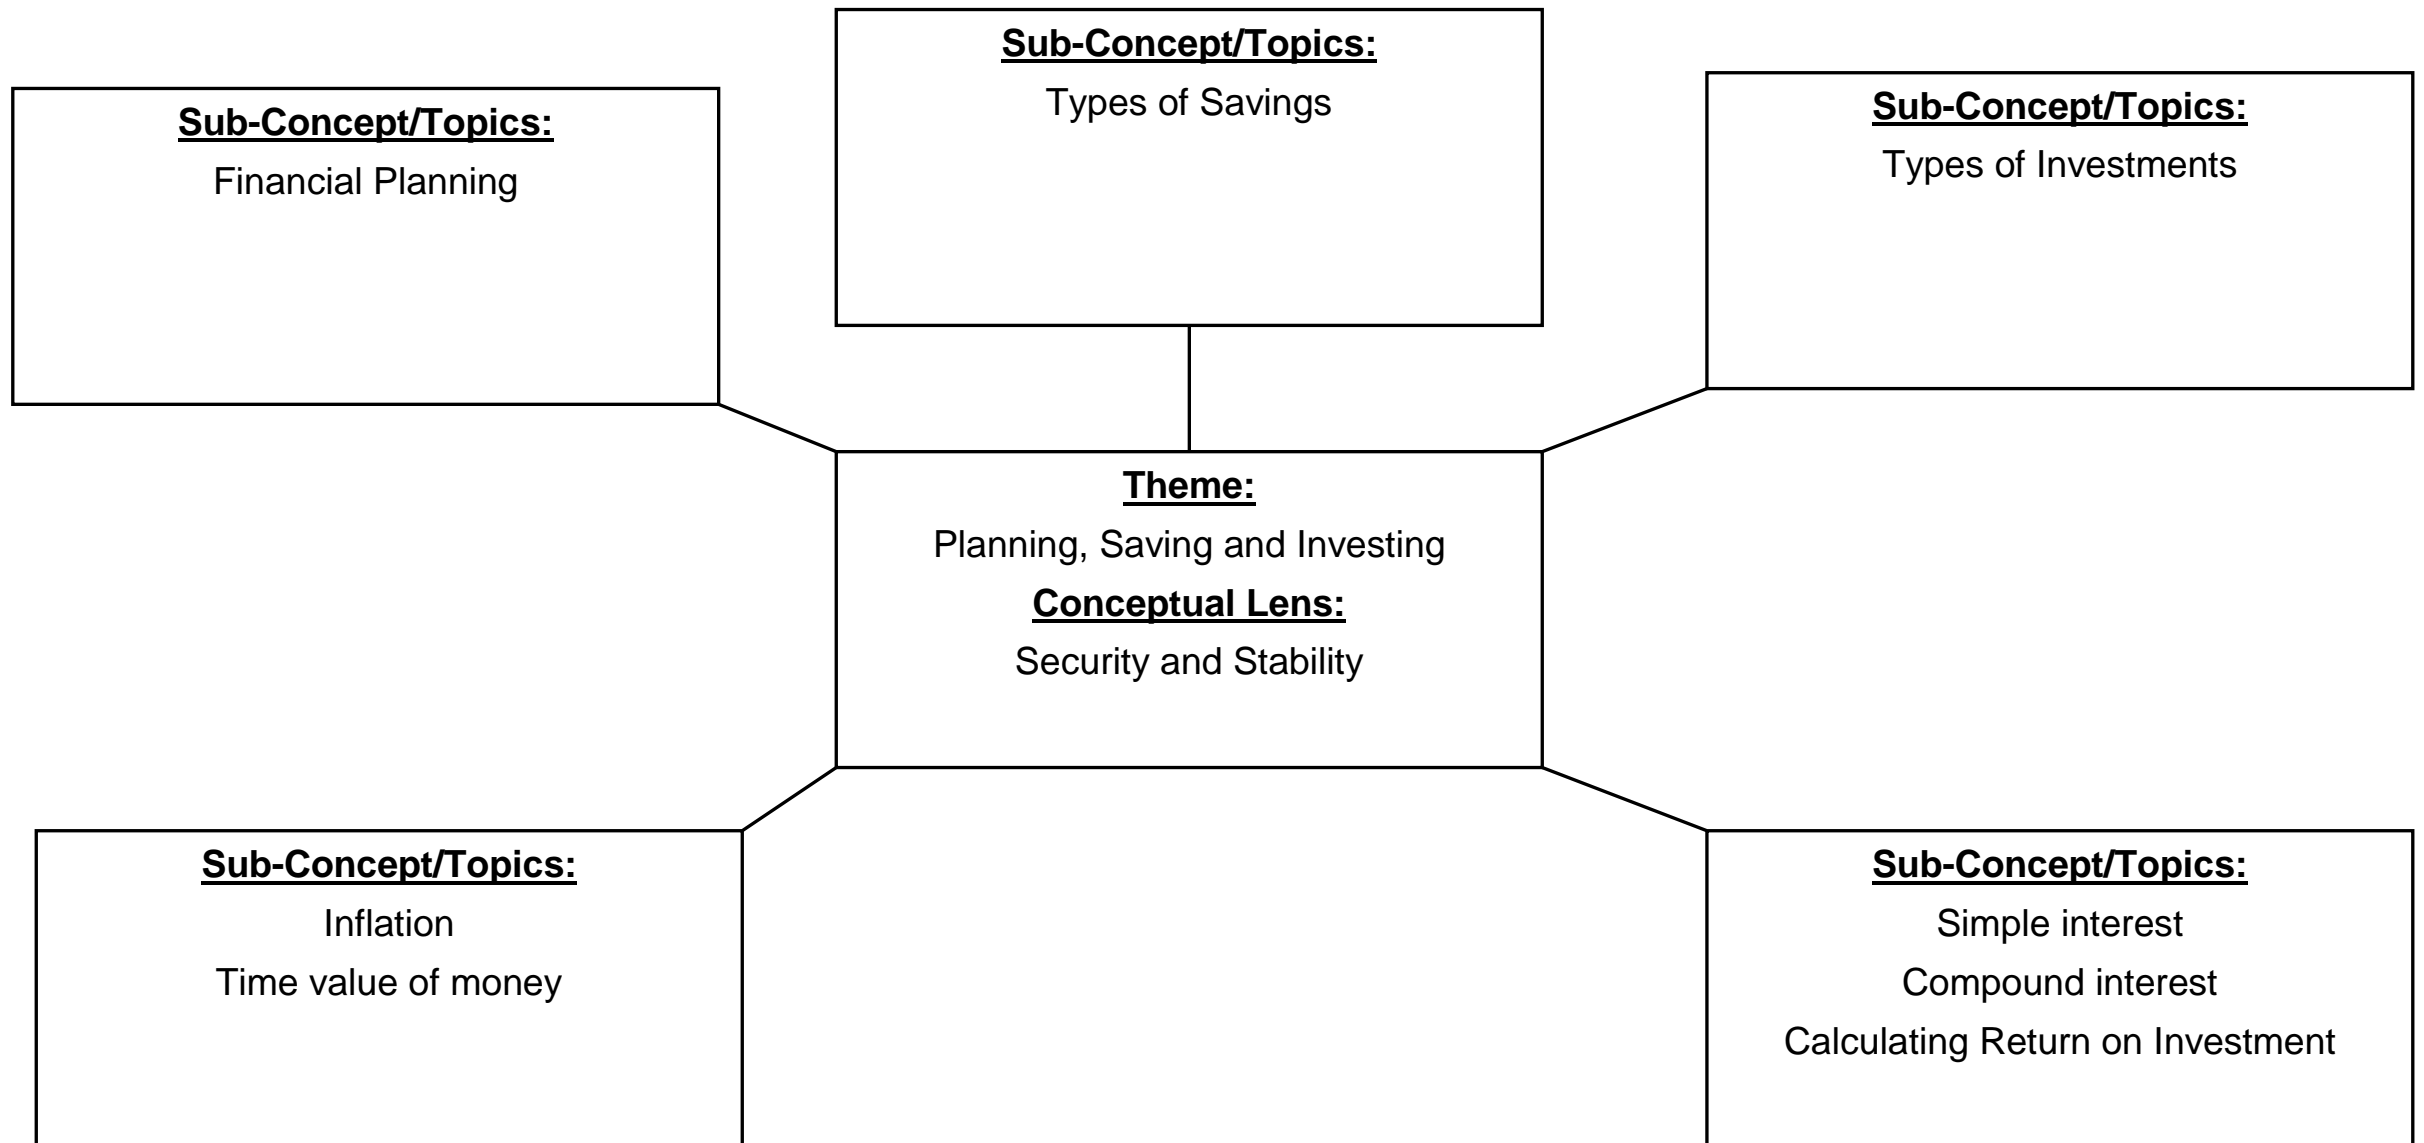 Sub-Concept/Topics:
Financial Planning
Sub-Concept/Topics:
Types of Savings
Sub-Concept/Topics:
Types of Investments
Theme:
Planning, Saving and Investing
Conceptual Lens:
Security and Stability
Sub-Concept/Topics:
Inflation
Time value of money
Sub-Concept/Topics:
Simple interest
Compound interest
Calculating Return on Investment